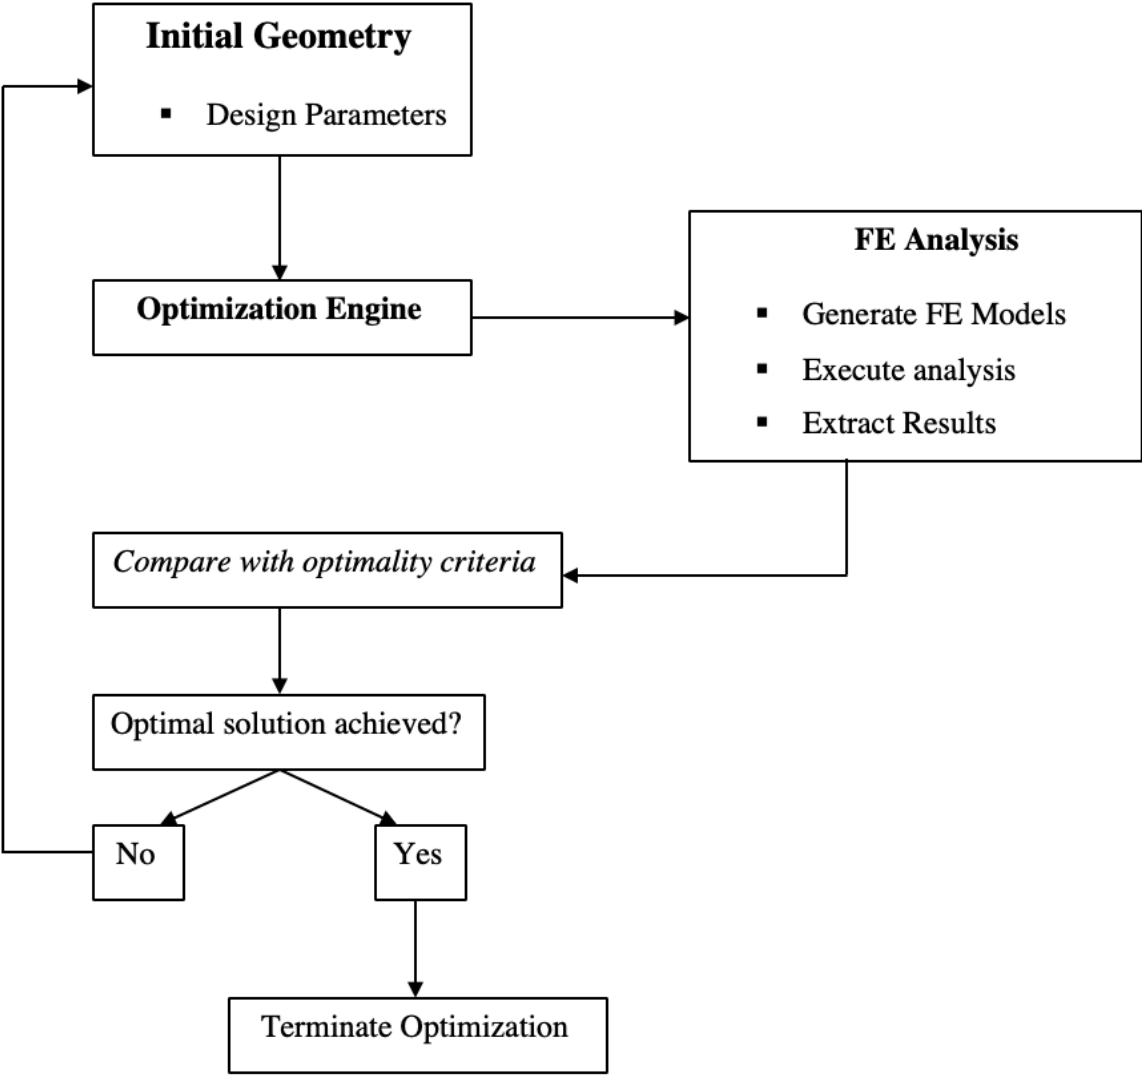 Initial Geometry
▪ Design Parameters
Optimization Engine
FE Analysis
▪ Generate FE Models
▪ Execute analysis
▪ Extract Results
Compare with optimality criteria
Optimal solution achieved?
No
Yes
Terminate Optimization